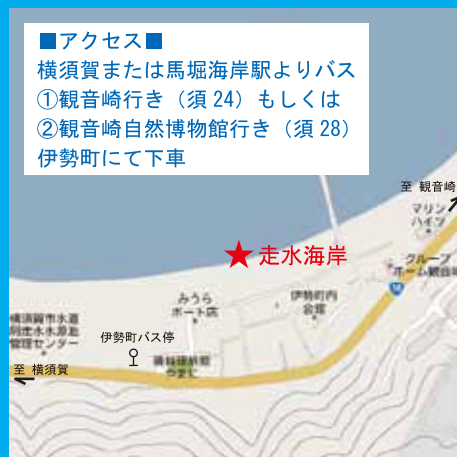 ■アクセス■
横須賀または馬堀海岸駅よりバス
①観音崎行き（須24）もしくは
②観音崎自然博物館行き（須28）
伊勢町にて下車
至 観音崎
マリン
ハイツ
走水海岸
グループ
ホーム観音崎
16
みうら
ボート店
伊勢町内
会館
横須賀市水道
局走水水源地
管理センター
伊勢町バス停
至 横須賀